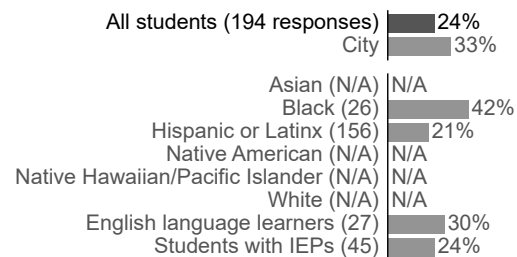 All students (194 responses) 24%
City 33%
Asian (N/A) N/A
Black (26) 42%
Hispanic or Latinx (156) 21%
Native American (N/A) N/A
Native Hawaiian/Pacific Islander (N/A) N/A
White (N/A) N/A
English language learners (27) 30%
Students with IEPs (45) 24%